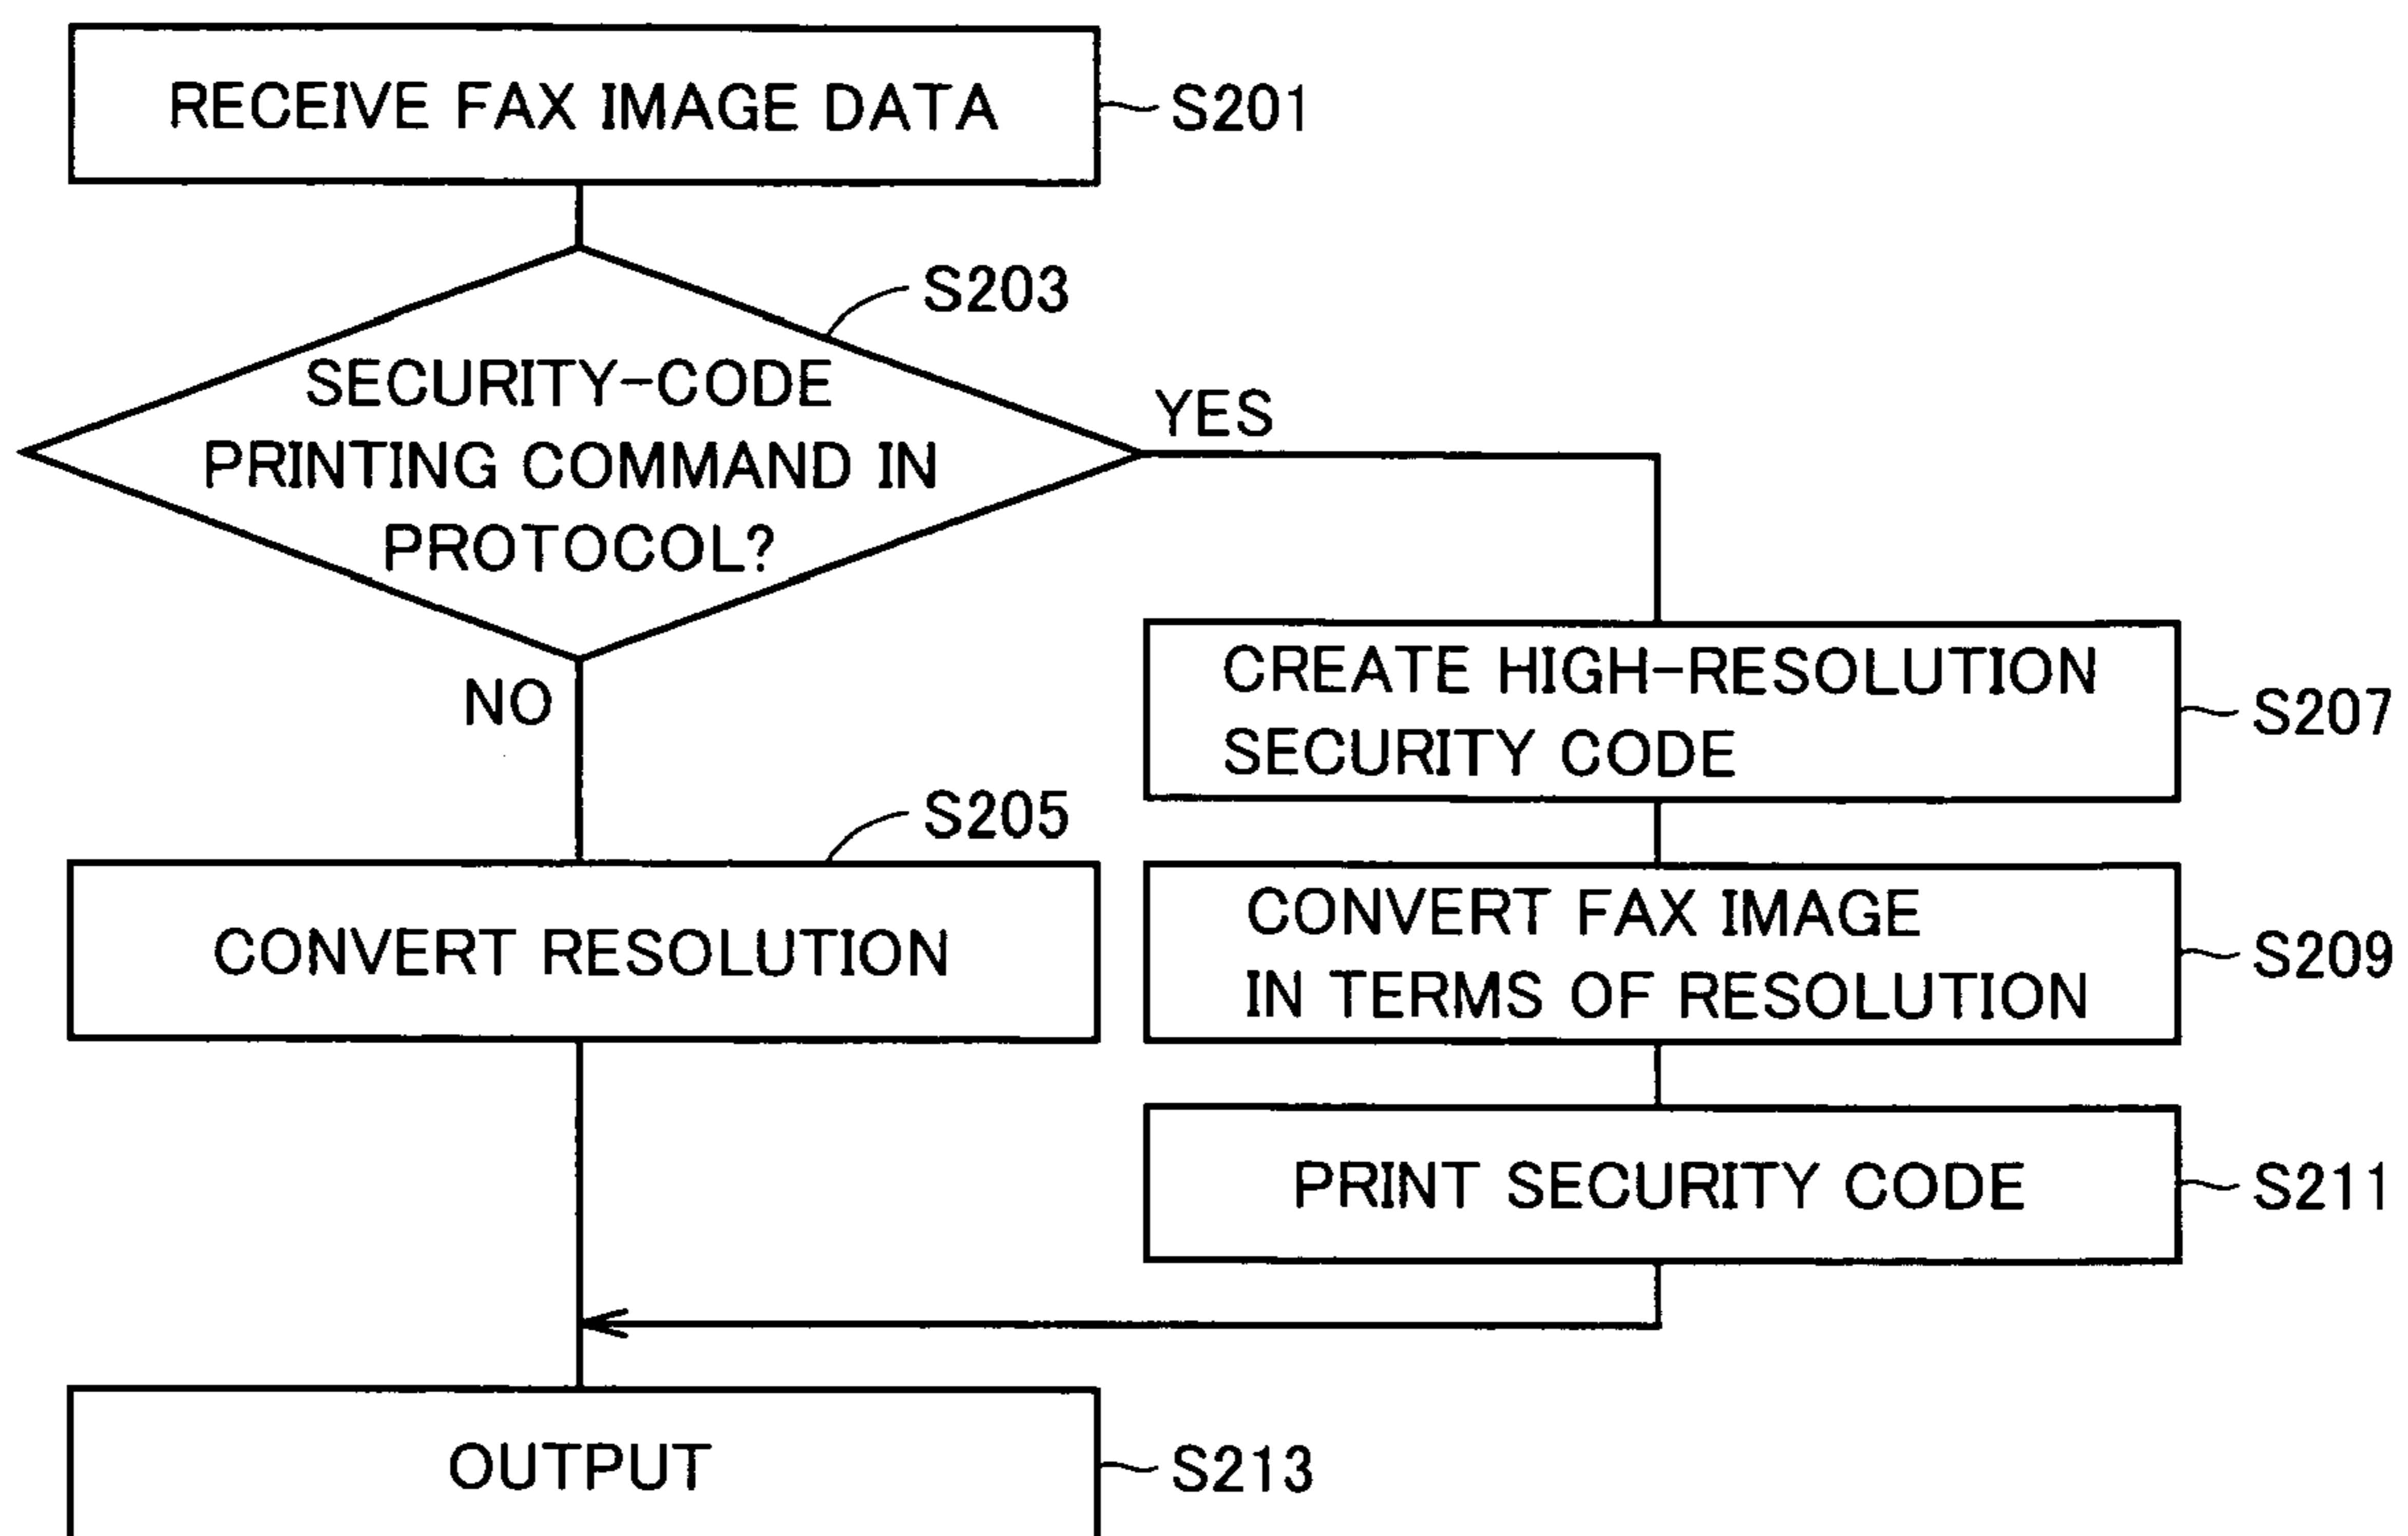 RECEIVE FAX IMAGE DATA
S201
S203
SECURITY-CODE
PRINTING COMMAND IN
PROTOCOL?
YES
NO
CREATE HIGH-RESOLUTION
SECURITY CODE
S207
S205
CONVERT RESOLUTION
CONVERT FAX IMAGE
IN TERMS OF RESOLUTION
S209
PRINT SECURITY CODE
S211
OUTPUT
S213